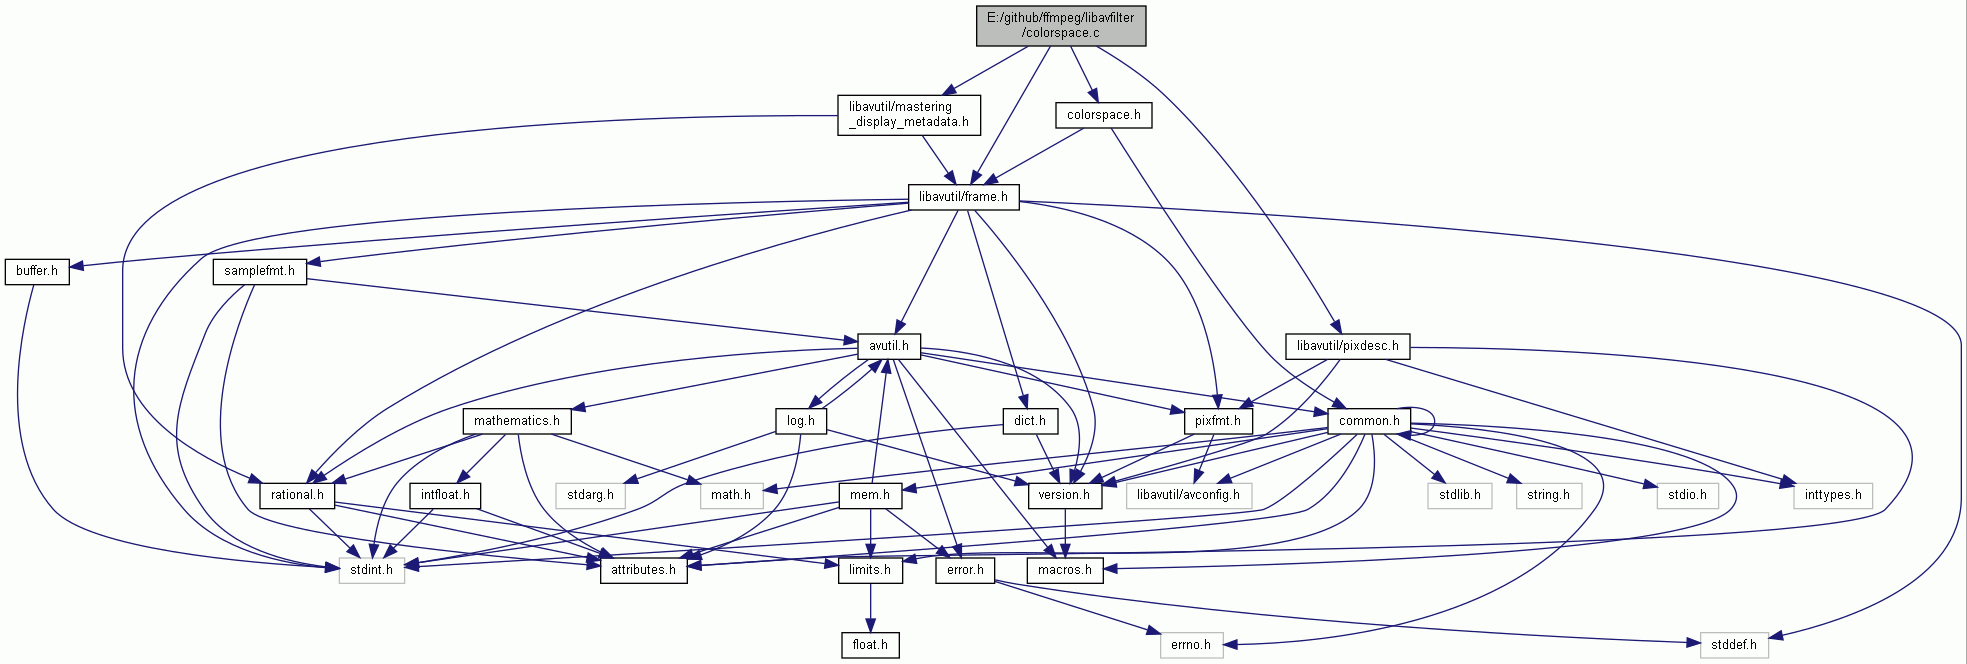 E:/github/ffmpeg/libavfilter
/colorspace.c
libavutil/mastering
_display_metadata.h
colorspace.h
libavutil/frame.h
buffer.h
samplefmt.h
avutil.h
libavutil/pixdesc.h
mathematics.h
log.h
dict.h
pixfmt.h
common.h
rational.h
intfloat.h
stdarg.h
math.h
mem.h
version.h
libavutil/avconfig.h
stdlib.h
string.h
stdio.h
inttypes.h
stdint.h
attributes.h
limits.h
error.h
macros.h
float.h
errno.h
stddef.h